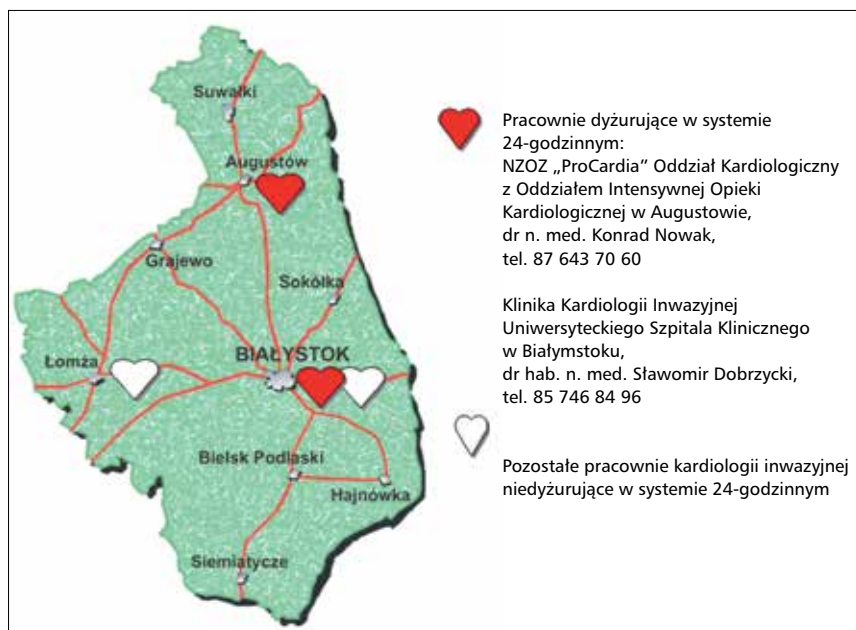 Suwałki
Augustów
Grajewo
Sokółka
Łomża
BIAŁYSTOK
Bielsk Podlaski
Hajnówka
Siemiatycze
Pracownie dyżurujące w systemie
24-godzinnym:
NZOZ „ProCardia” Oddział Kardiologiczny
z Oddziałem Intensywnej Opieki
Kardiologicznej w Augustowie,
dr n. med. Konrad Nowak,
tel. 87 643 70 60
Klinika Kardiologii Inwazyjnej
Uniwersyteckiego Szpitala Klinicznego
w Białymstoku,
dr hab. n. med. Sławomir Dobrzycki,
tel. 85 746 84 96
Pozostałe pracownie kardiologii inwazyjnej
niedyżurujące w systemie 24-godzinnym